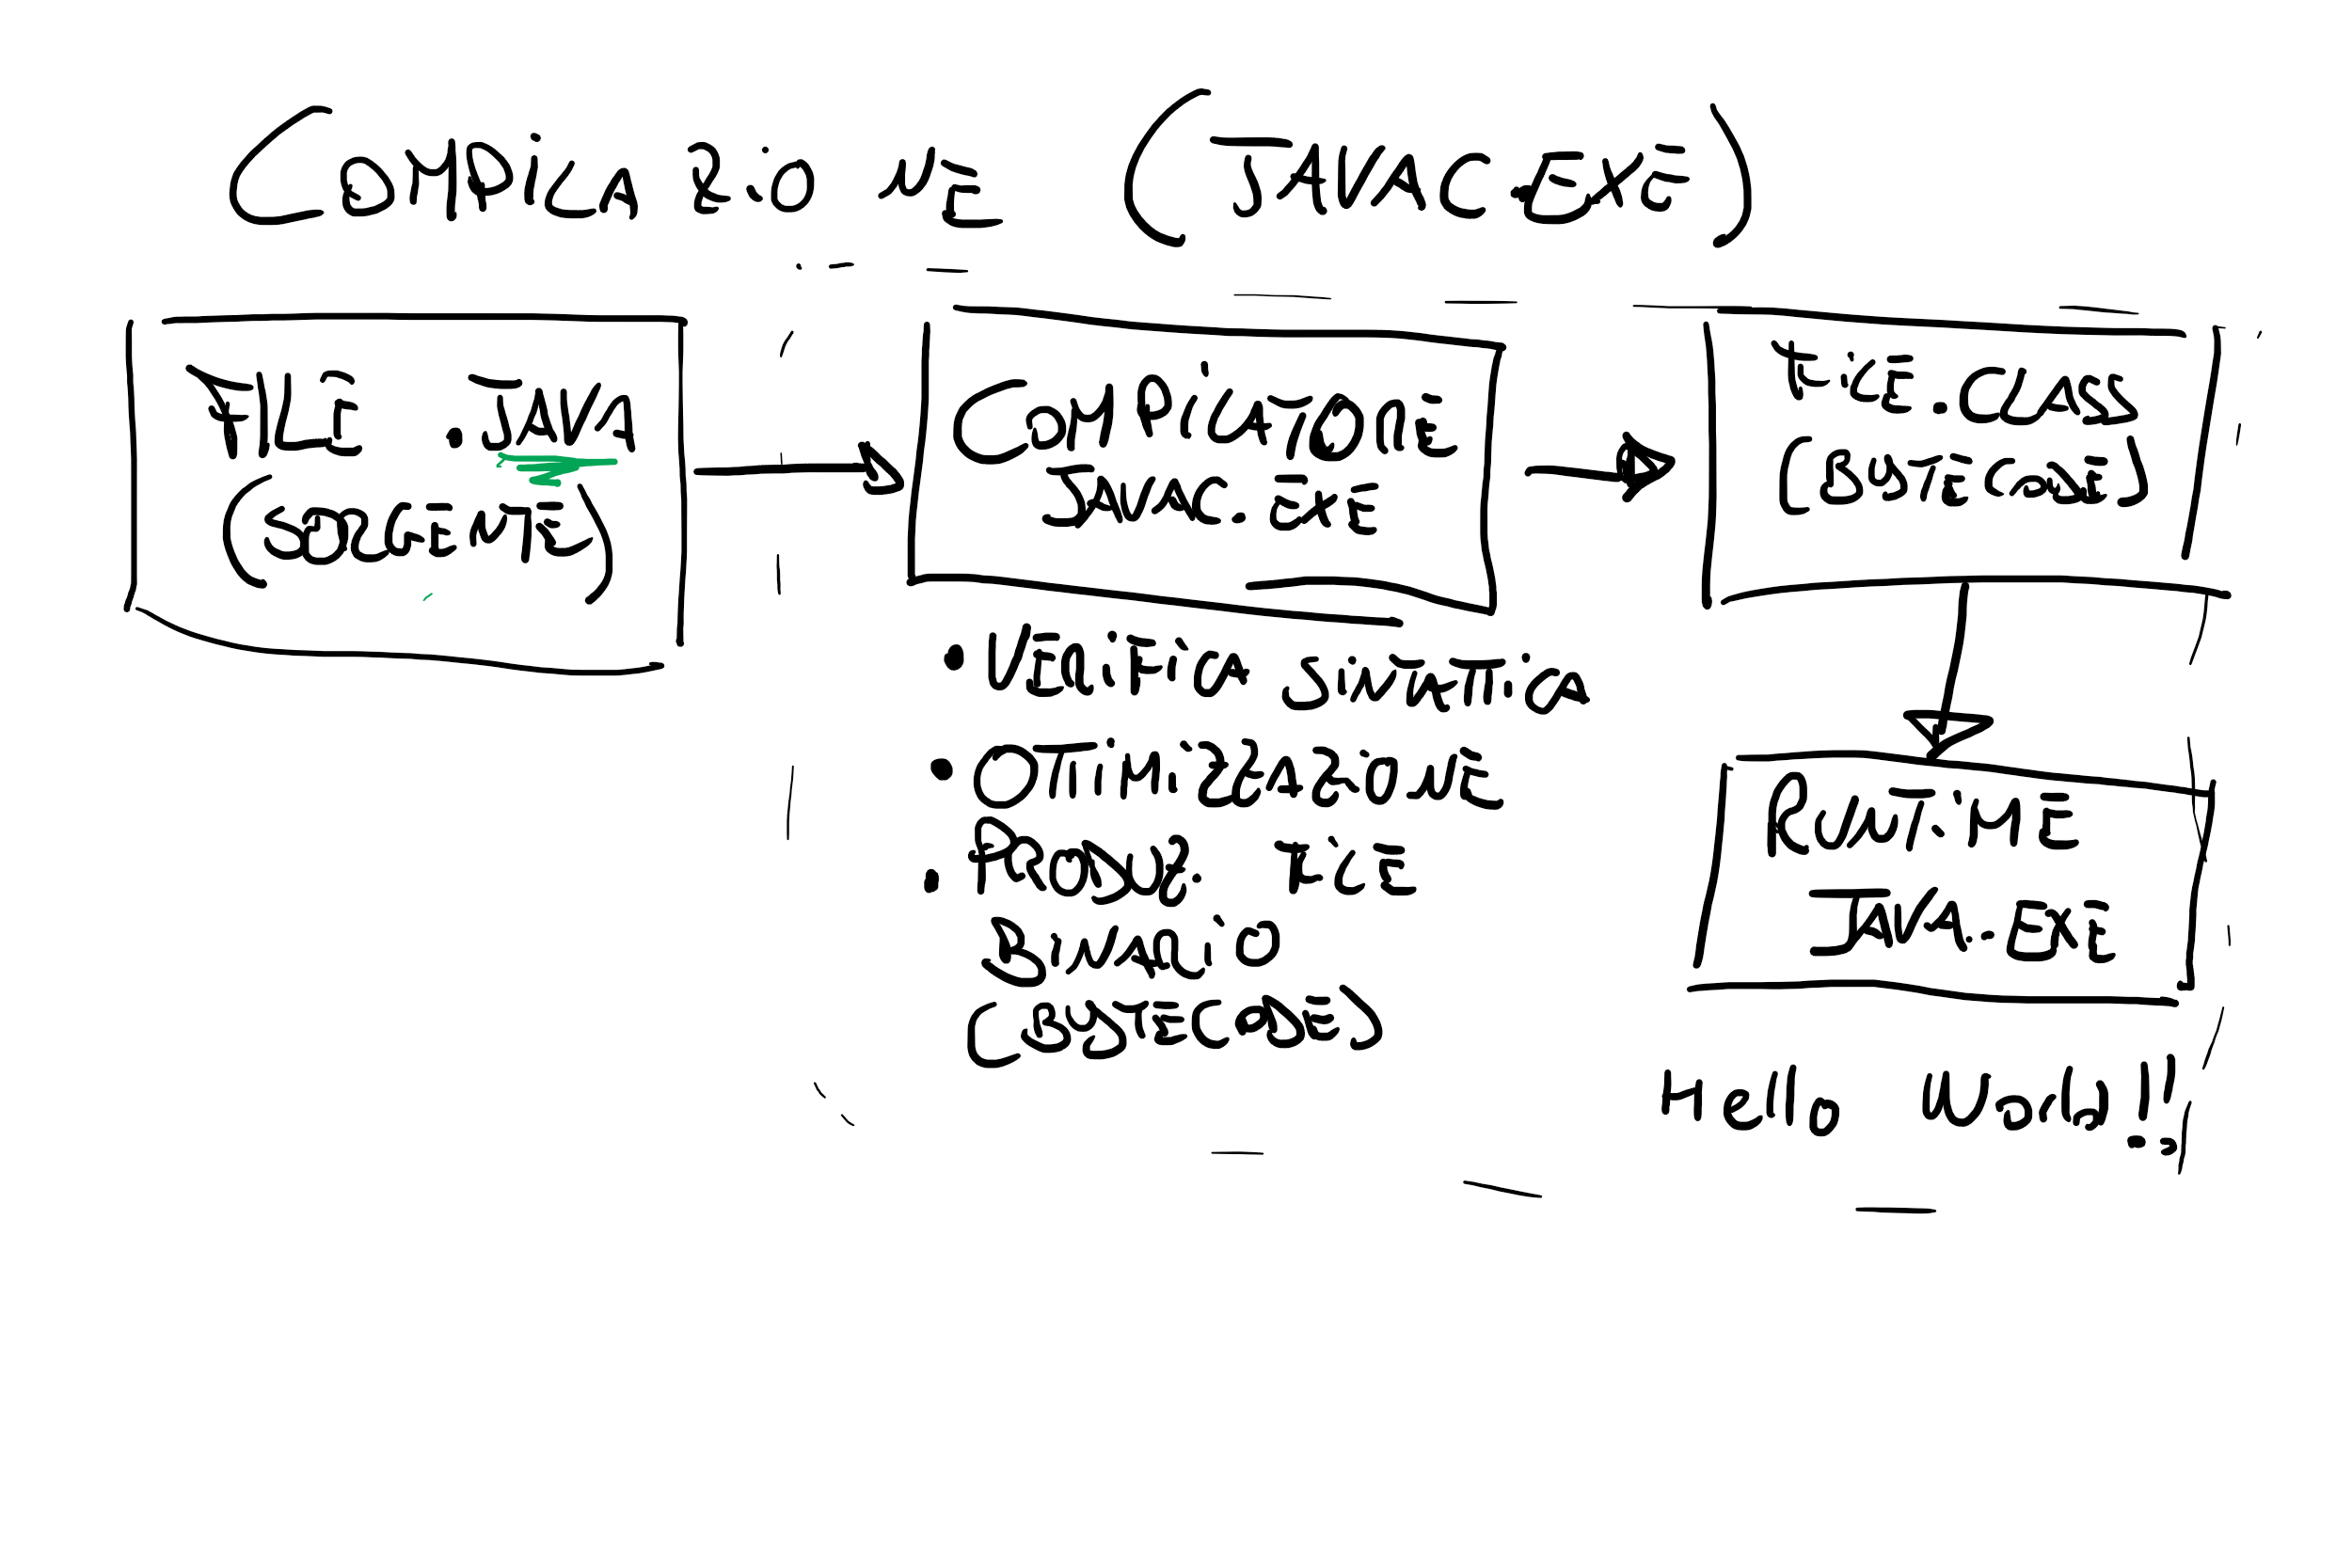 COMPILAZIONE (JAVAC.EXE)
FILE .JAVA
(SORGENTE)
COMPILATORE
JAVAC.EXE
• VERIFICA SINTATTICA
• OTTIMIZZAZIONE
• PRODUZ. FILE
BINARIO
(BYTECODE)
FILE.CLASS
(BYTECODE)
RUNTIME
JAVA.EXE
Hello World!!